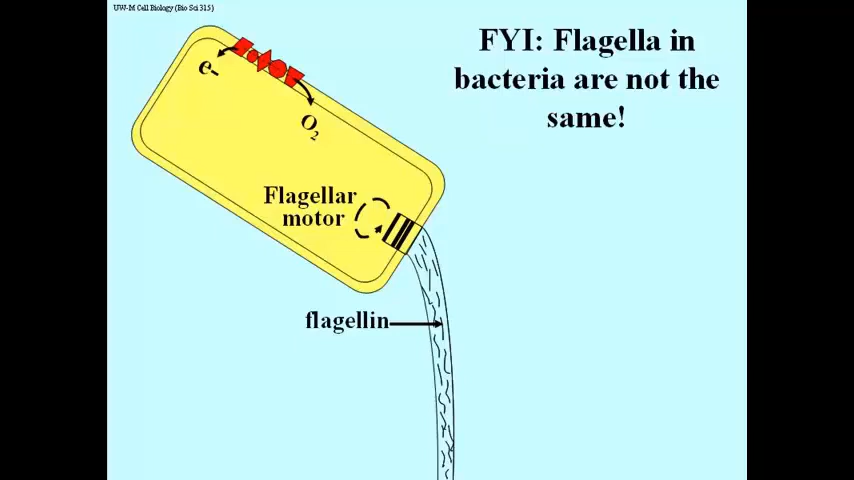 UW-M Cell Biology (Bio Sci 315)
FYI: Flagella in
bacteria are not the
same!
e-
O2
Flagellar
motor
flagellin